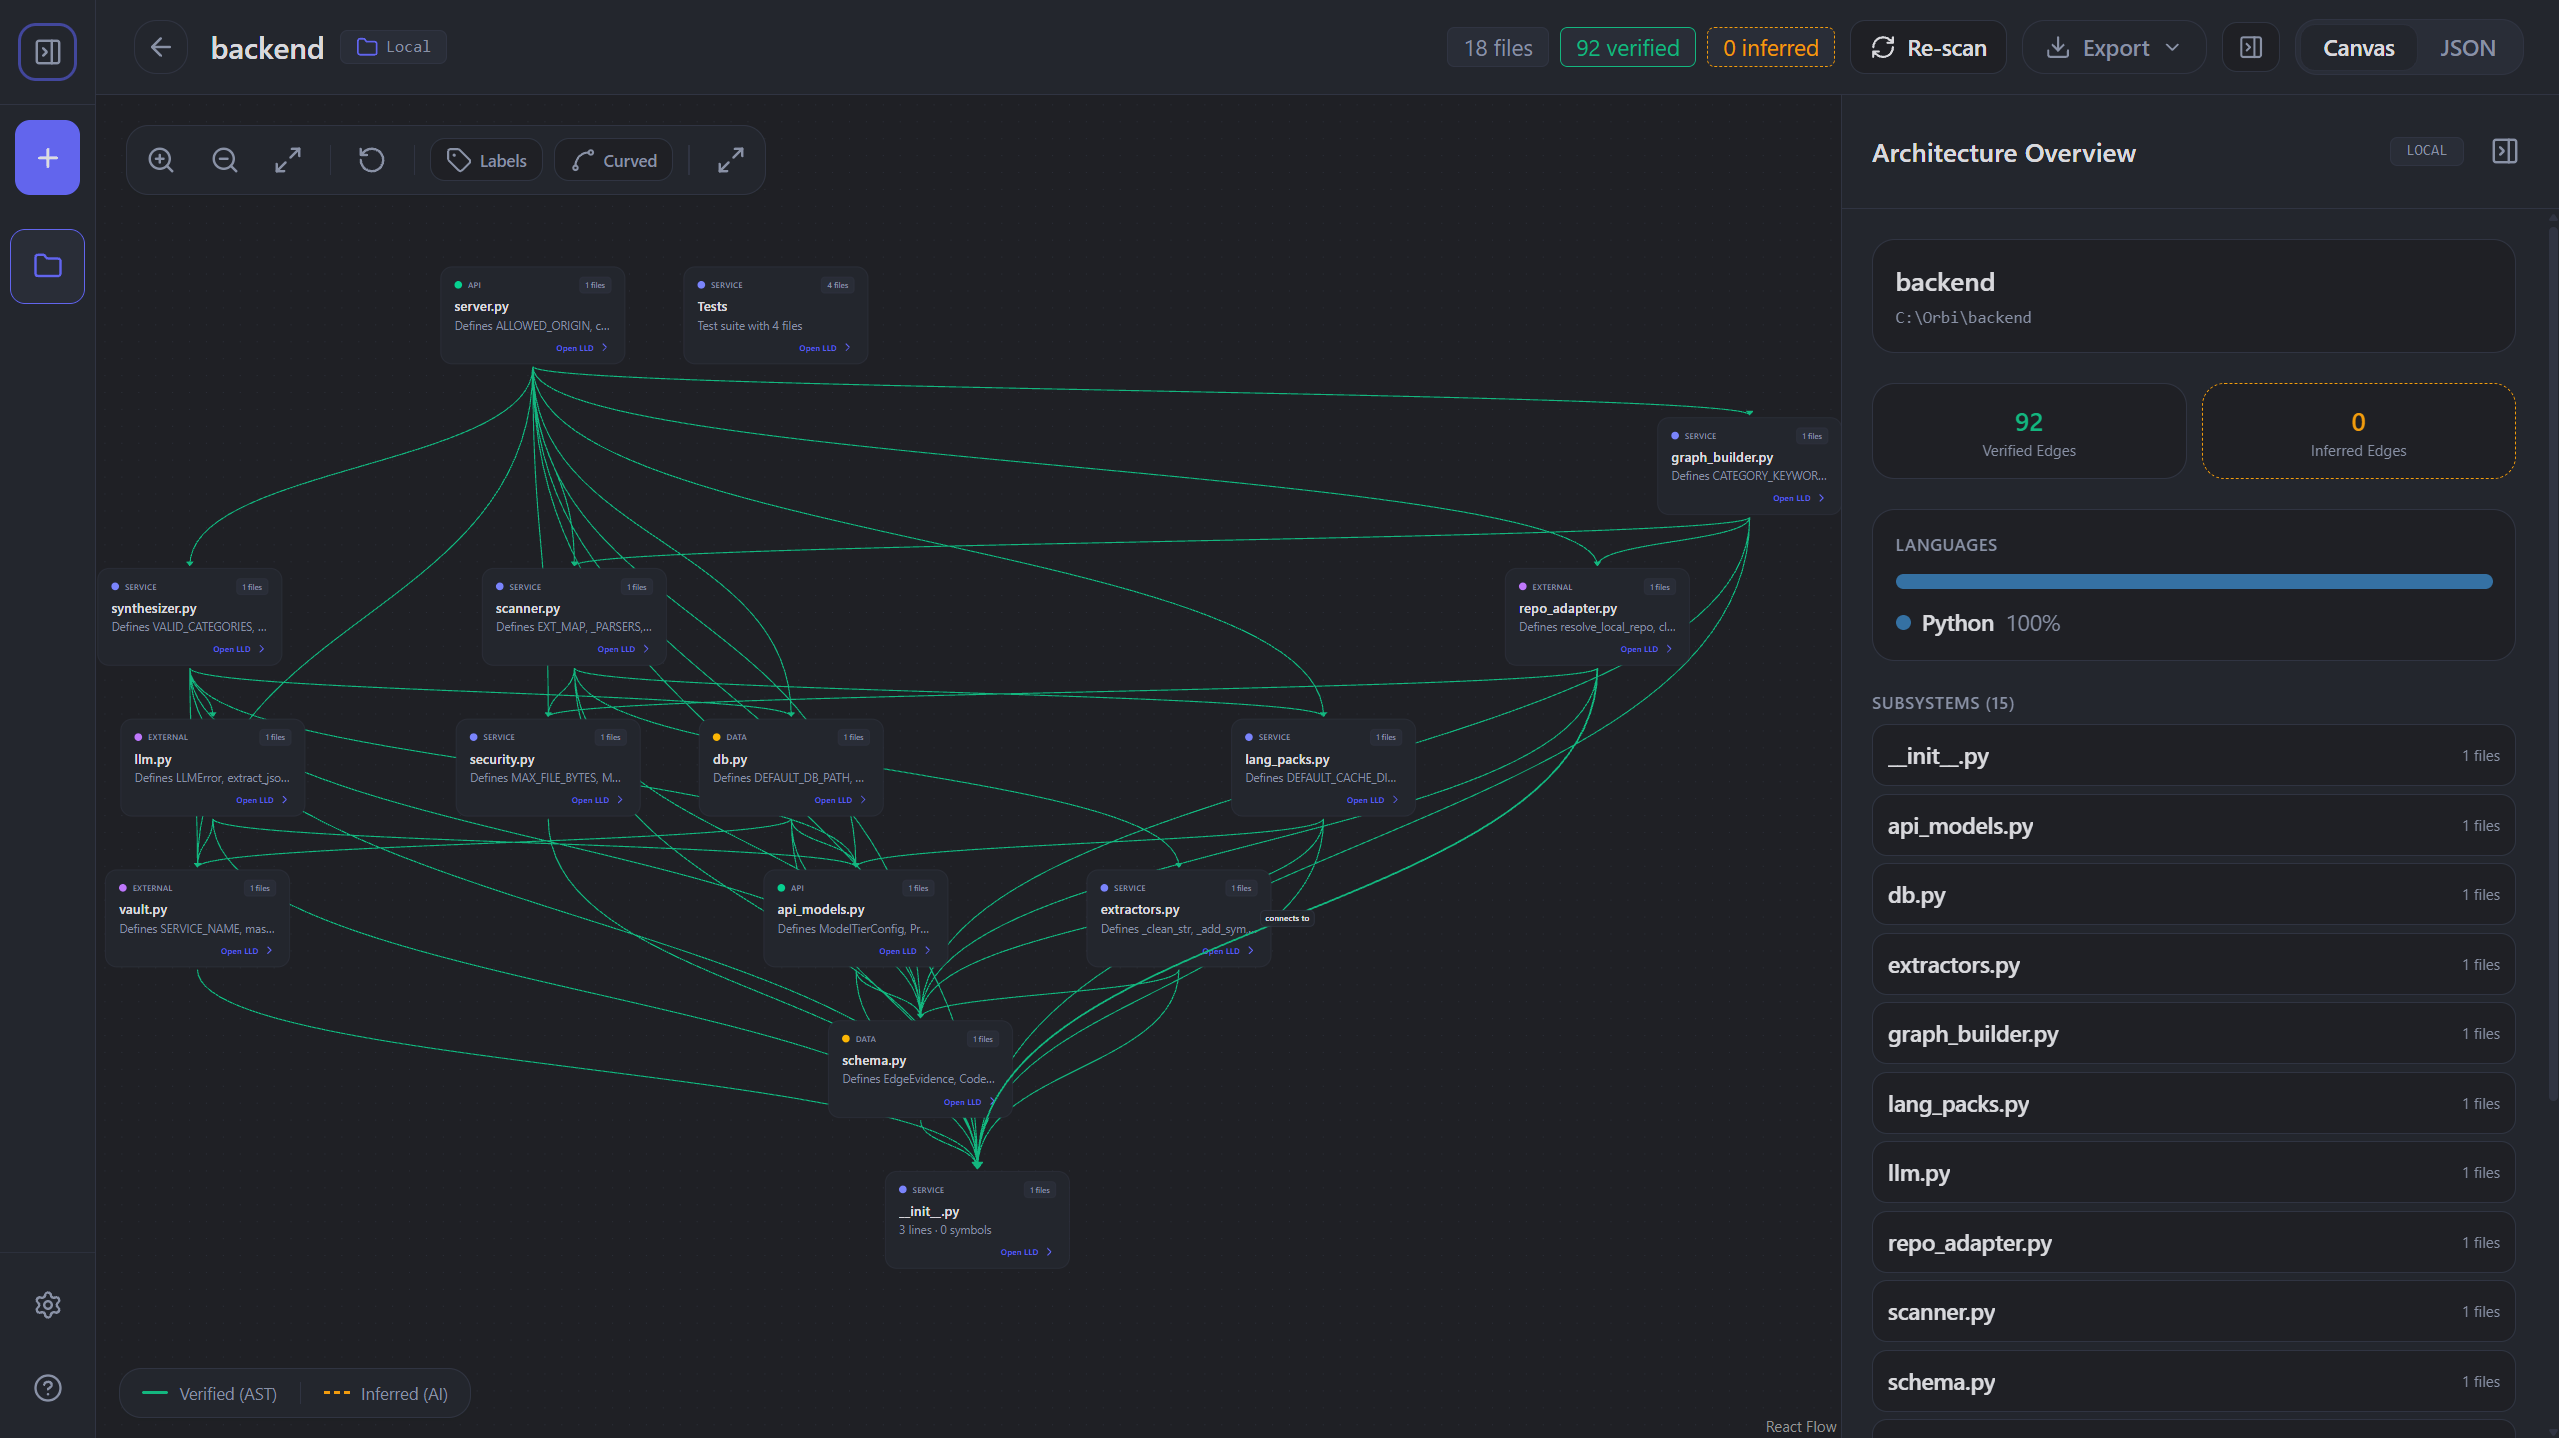 backend
Local
18 files
92 verified
0 inferred
Re-scan
Export
Canvas
JSON
Labels
Curved
API
1 files
server.py
Defines ALLOWED_ORIGIN, c...
Open LLD
SERVICE
4 files
Tests
Test suite with 4 files
Open LLD
SERVICE
1 files
graph_builder.py
Defines CATEGORY_KEYWOR...
Open LLD
SERVICE
1 files
synthesizer.py
Defines VALID_CATEGORIES, ...
Open LLD
SERVICE
1 files
scanner.py
Defines EXT_MAP, _PARSERS,...
Open LLD
EXTERNAL
1 files
repo_adapter.py
Defines resolve_local_repo, cl...
Open LLD
EXTERNAL
1 files
llm.py
Defines LLMError, extract_jso...
Open LLD
SERVICE
1 files
security.py
Defines MAX_FILE_BYTES, M...
Open LLD
DATA
1 files
db.py
Defines DEFAULT_DB_PATH, ...
Open LLD
SERVICE
1 files
lang_packs.py
Defines DEFAULT_CACHE_DI...
Open LLD
EXTERNAL
1 files
vault.py
Defines SERVICE_NAME, mas...
Open LLD
API
1 files
api_models.py
Defines ModelTierConfig, Pr...
Open LLD
SERVICE
1 files
extractors.py
Defines _clean_str, _add_sym...
Open LLD
connects to
DATA
1 files
schema.py
Defines EdgeEvidence, Code...
Open LLD
SERVICE
1 files
__init__.py
3 lines · 0 symbols
Open LLD
Verified (AST)
Inferred (AI)
React Flow
Architecture Overview
LOCAL
backend
C:\Orbi\backend
92
Verified Edges
0
Inferred Edges
LANGUAGES
Python 100%
SUBSYSTEMS (15)
__init__.py
1 files
api_models.py
1 files
db.py
1 files
extractors.py
1 files
graph_builder.py
1 files
lang_packs.py
1 files
llm.py
1 files
repo_adapter.py
1 files
scanner.py
1 files
schema.py
1 files